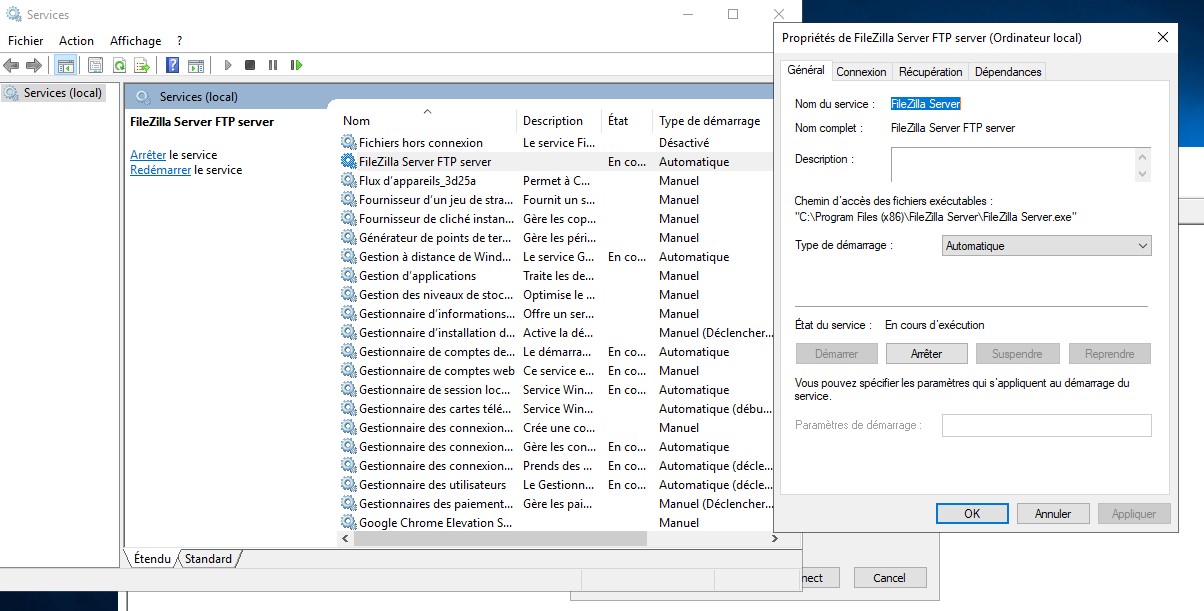 Services
Fichier Action Affichage ?
Services (local)
Services (local)
FileZilla Server FTP server
Arrêter le service
Redémarrer le service
Nom Description État Type de démarrage
Fichiers hors connexion Le service Fi... Désactivé
FileZilla Server FTP server En co... Automatique
Flux d'appareils_3d25a Permet à C... Manuel
Fournisseur d'un jeu de stra... Fournit un s... Manuel
Fournisseur de cliché instan... Gère les cop... Manuel
Générateur de points de ter... Gère les péri... Manuel
Gestion à distance de Wind... Le service G... En co... Automatique
Gestion d'applications Traite les de... Manuel
Gestion des niveaux de stoc... Optimise le ... Manuel
Gestionnaire d'informations... Offre un ser... Manuel
Gestionnaire d'installation d... Active la dé... Manuel (Déclencher...
Gestionnaire de comptes de... Le démarra... En co... Automatique
Gestionnaire de comptes web Ce service e... Manuel
Gestionnaire de session loc... Service Win... En co... Automatique
Gestionnaire des cartes télé... Service Win... Automatique (débu...
Gestionnaire des connexion... Crée une co... Manuel
Gestionnaire des connexion... Gère les con... En co... Automatique
Gestionnaire des connexion... Prends des ... En co... Automatique (décle...
Gestionnaire des utilisateurs Le Gestionn... En co... Automatique (décle...
Gestionnaires des paiement... Gère les pai... Manuel (Déclencher...
Google Chrome Elevation S... Manuel
Étendu Standard
Propriétés de FileZilla Server FTP server (Ordinateur local)
Général Connexion Récupération Dépendances
Nom du service : FileZilla Server
Nom complet : FileZilla Server FTP server
Description :
Chemin d'accès des fichiers exécutables :
"C:\Program Files (x86)\FileZilla Server\FileZilla Server.exe"
Type de démarrage : Automatique
État du service : En cours d'exécution
Démarrer Arrêter Suspendre Reprendre
Vous pouvez spécifier les paramètres qui s'appliquent au démarrage du
service.
Paramètres de démarrage :
OK Annuler Appliquer
nect Cancel